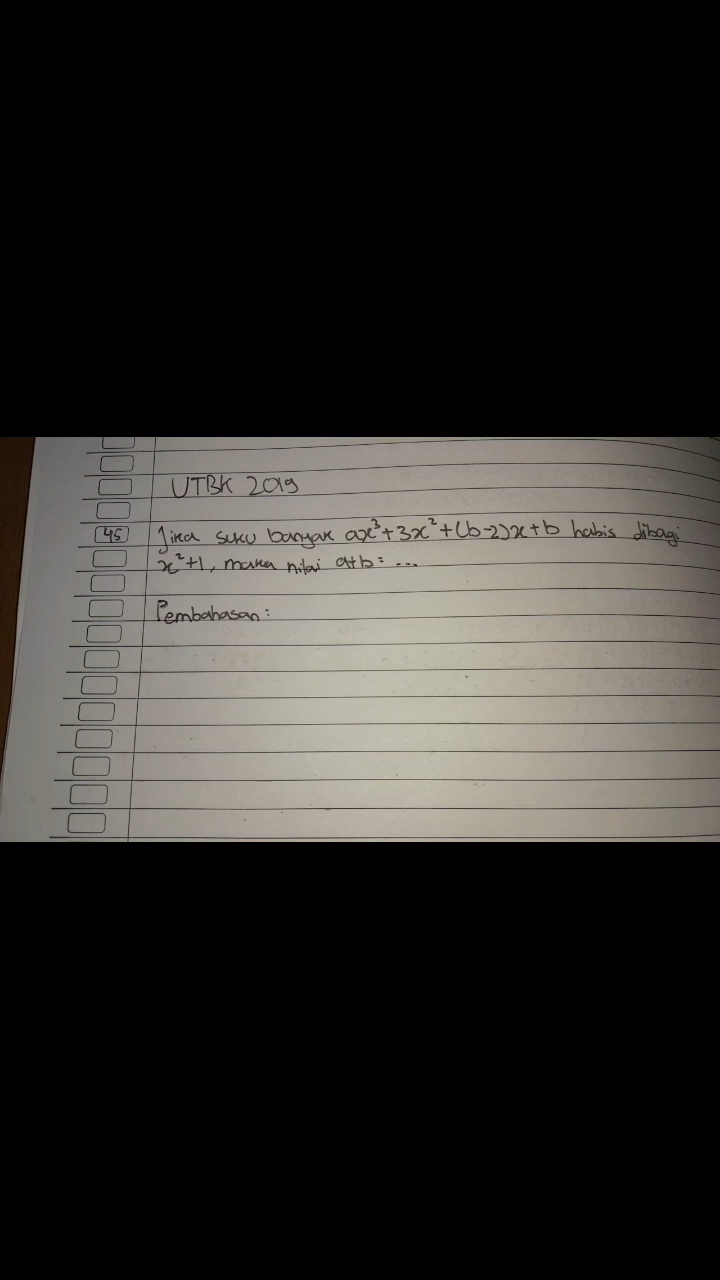 UTBK 2019
45 Jika suku banyak ax³+3x²+(b-2)x+b habis dibagi
x²+1, maka nilai a+b = ...
Pembahasan :